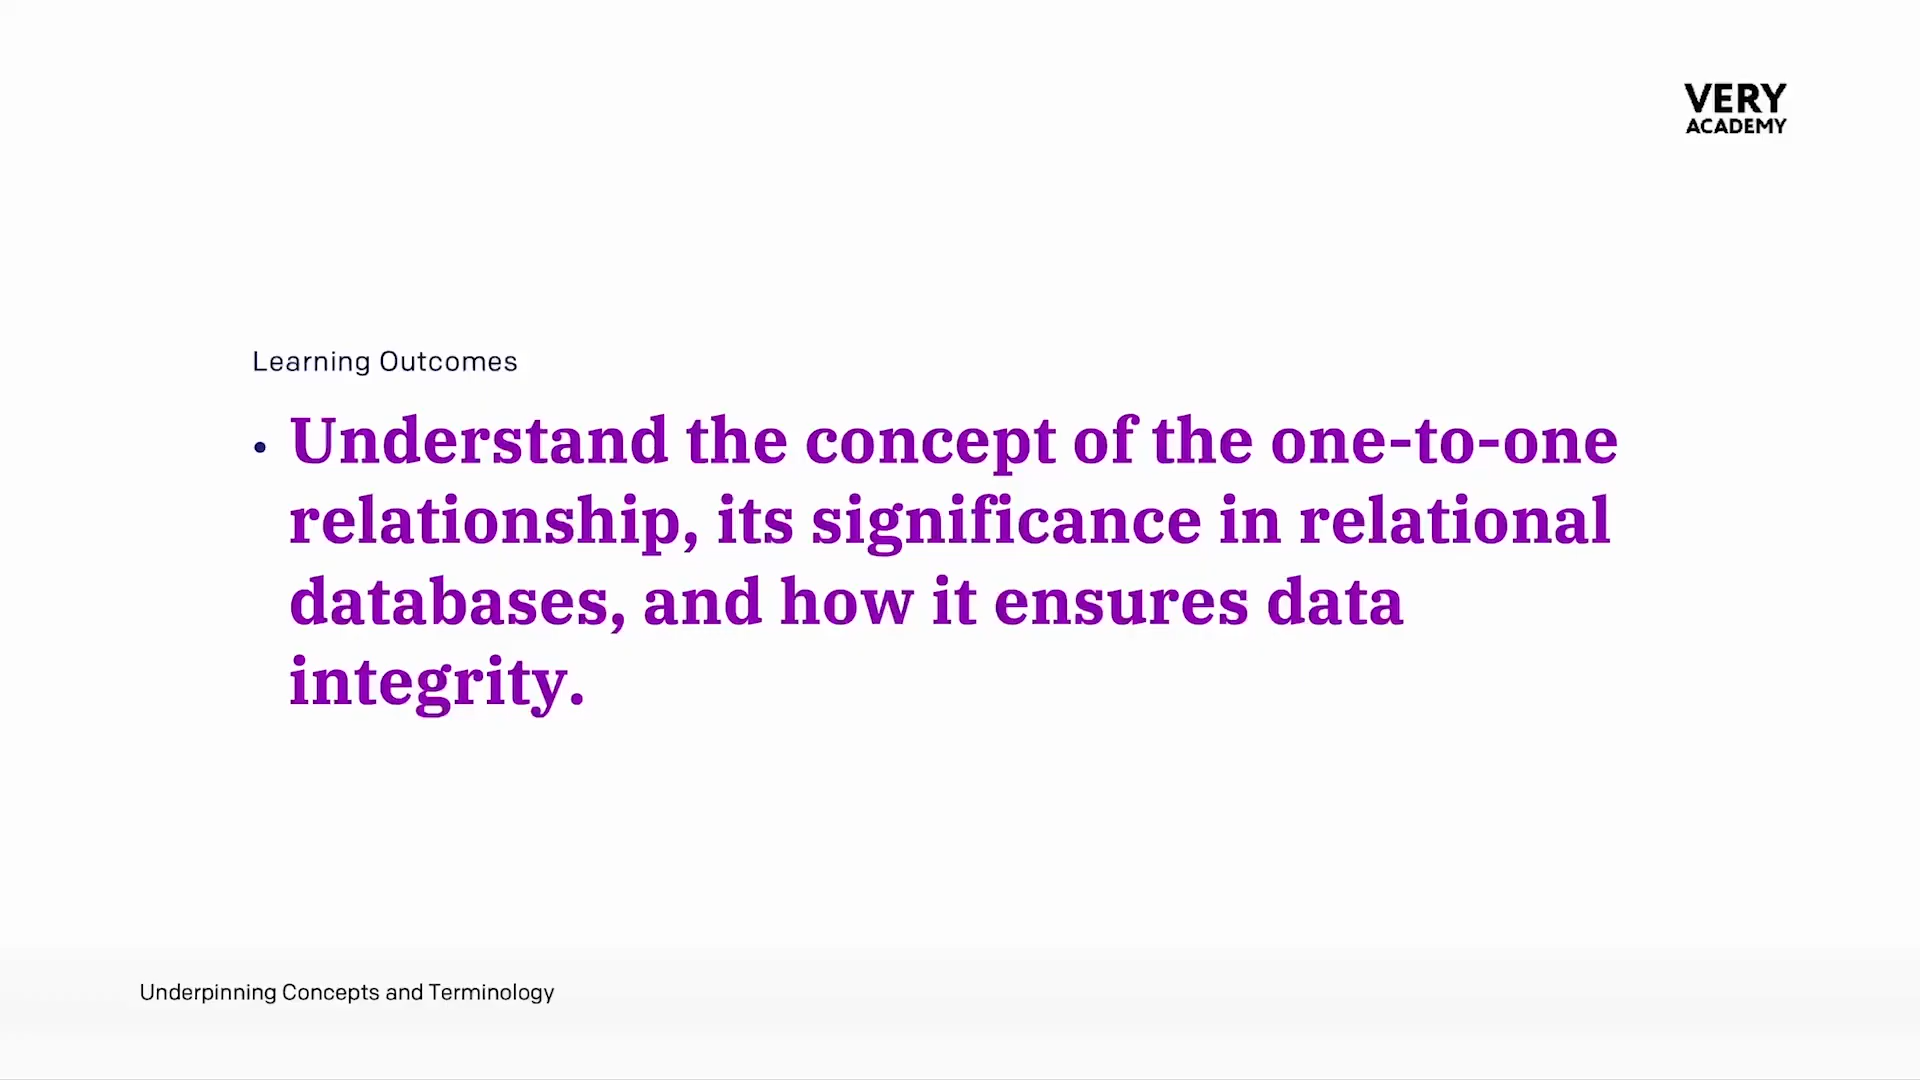 VERY
ACADEMY
Learning Outcomes
• Understand the concept of the one-to-one
relationship, its significance in relational
databases, and how it ensures data
integrity.
Underpinning Concepts and Terminology